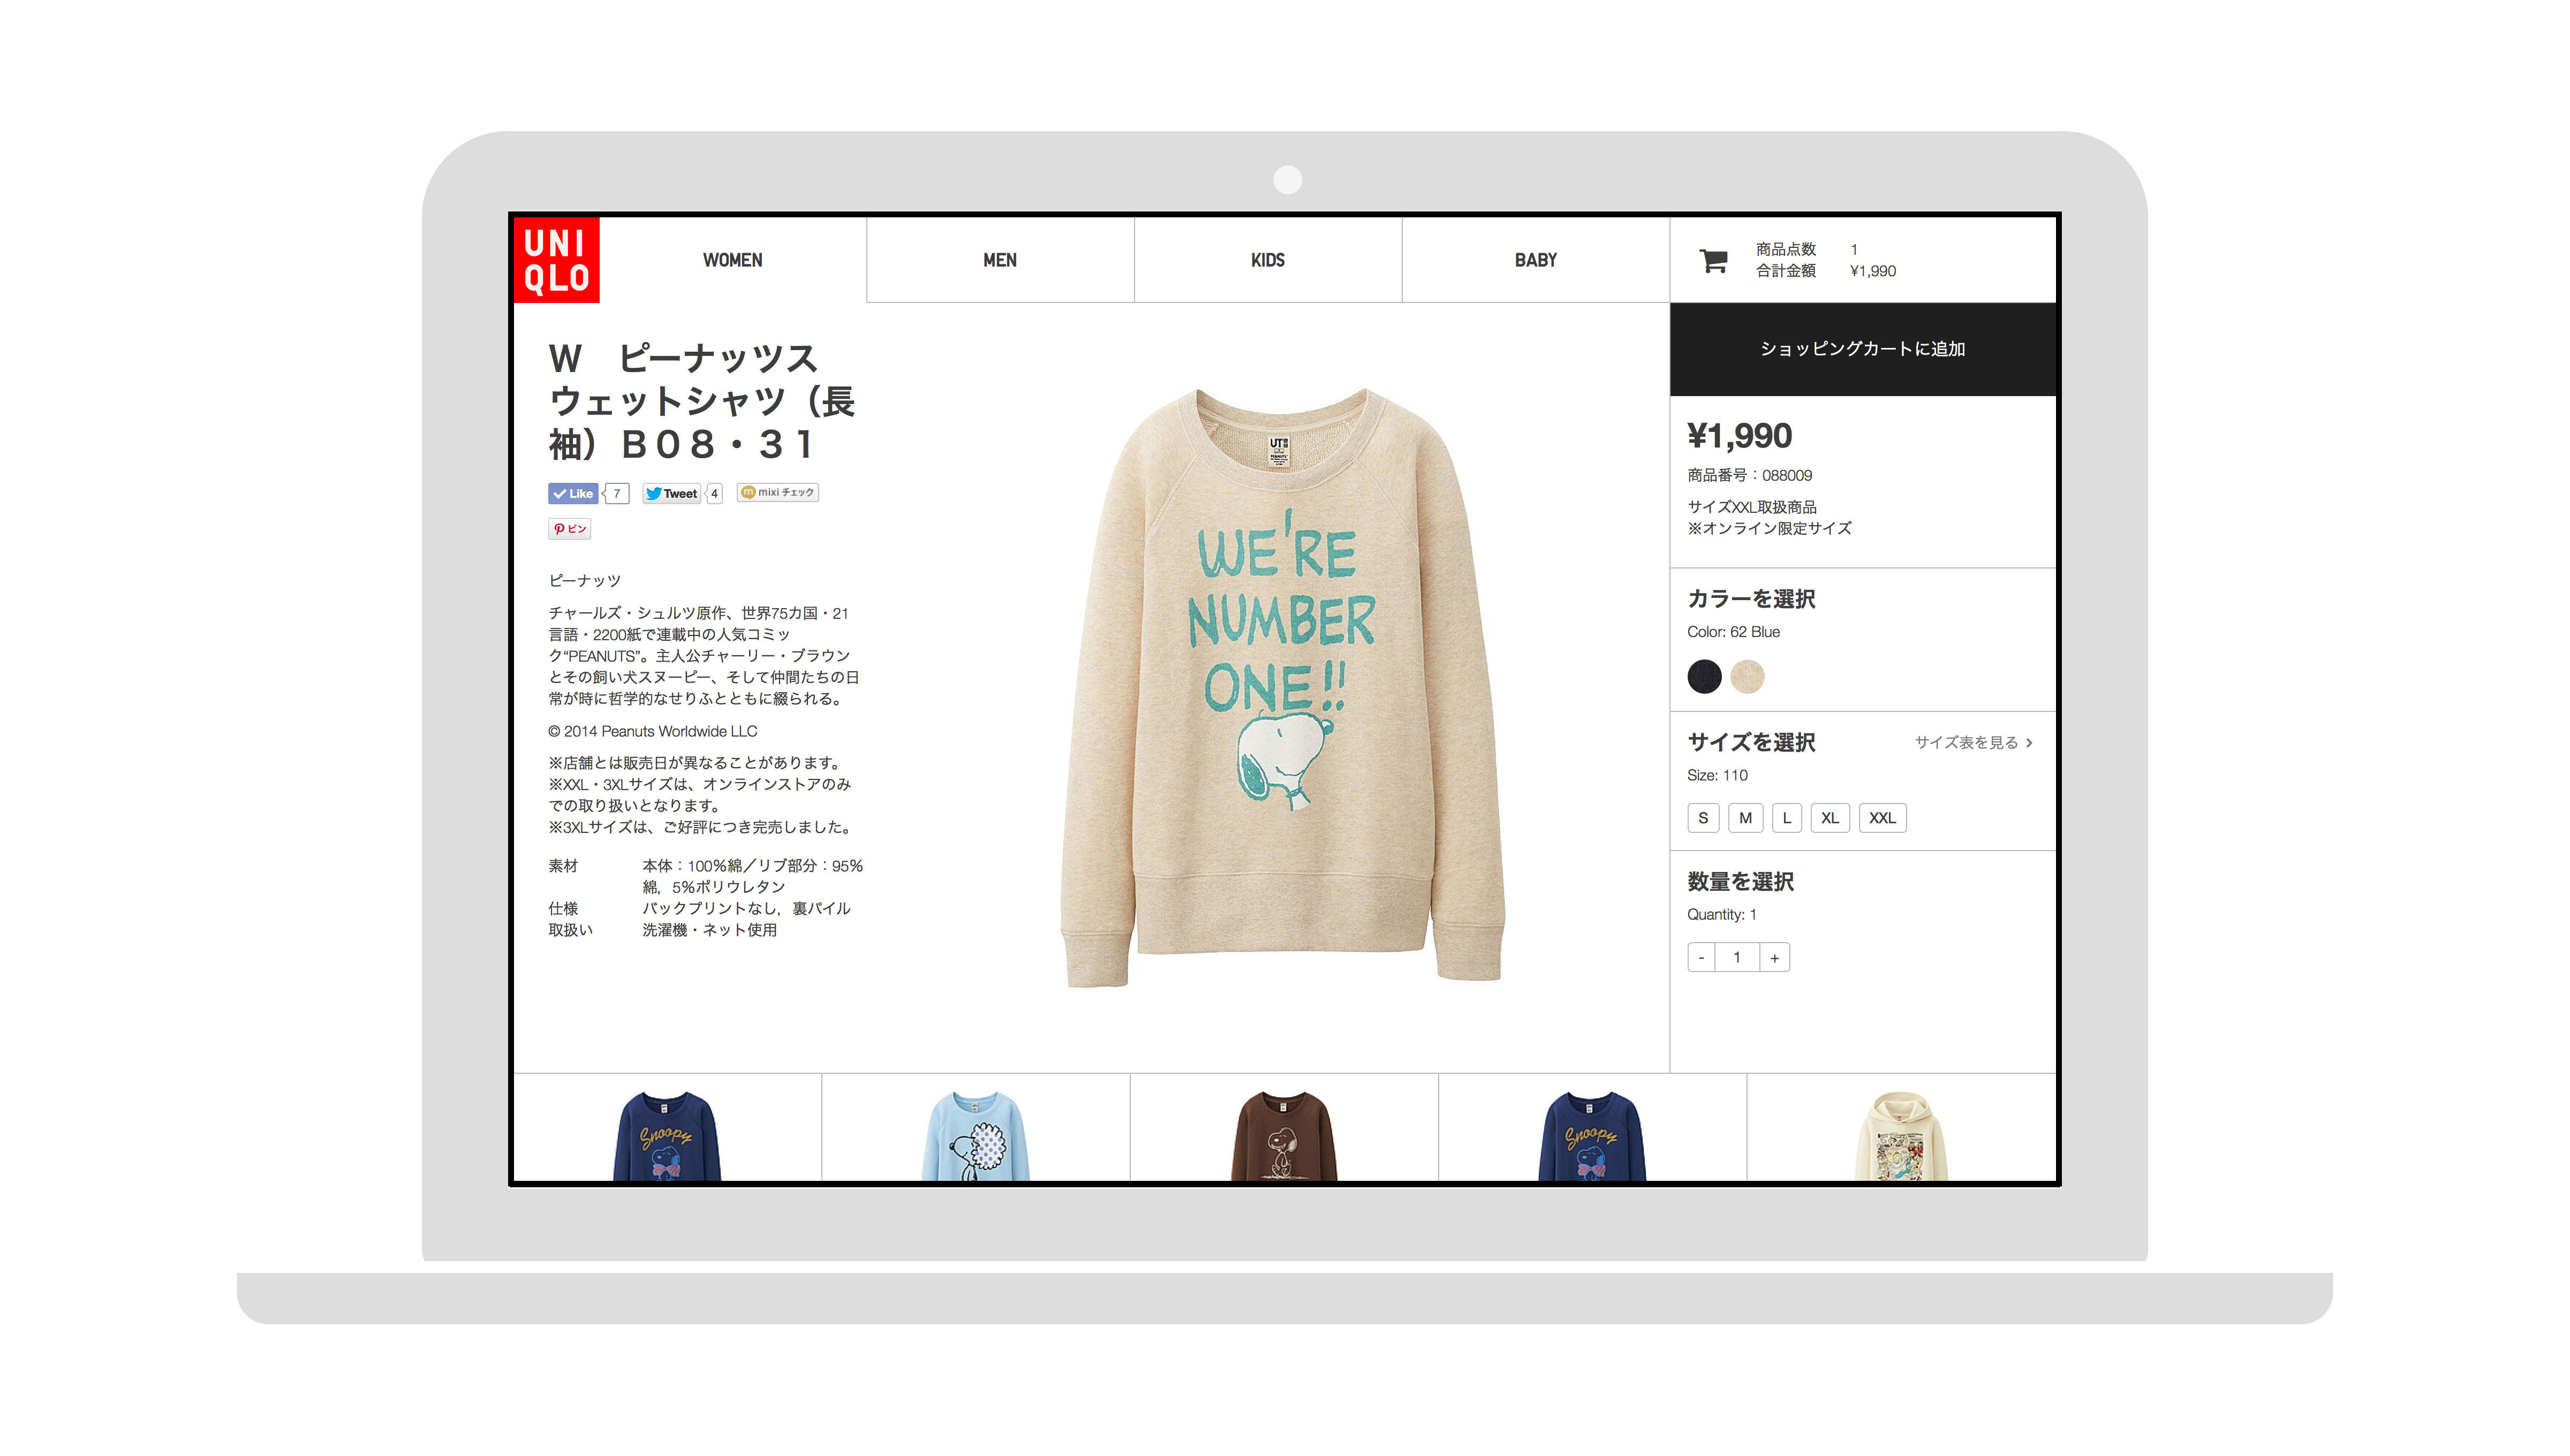 UNI
QLO
WOMEN
MEN
KIDS
BABY
商品点数 1
合計金額 ¥1,990
W　ピーナッツス
ウェットシャツ（長
袖）Ｂ０８・３１
Like 7
Tweet 4
mixi チェック
ピン
ピーナッツ
チャールズ・シュルツ原作、世界75カ国・21
言語・2200紙で連載中の人気コミッ
ク“PEANUTS”。主人公チャーリー・ブラウン
とその飼い犬スヌーピー、そして仲間たちの日
常が時に哲学的なせりふとともに綴られる。
© 2014 Peanuts Worldwide LLC
※店舗とは販売日が異なることがあります。
※XXL・3XLサイズは、オンラインストアのみ
での取り扱いとなります。
※3XLサイズは、ご好評につき完売しました。
素材 本体：100%綿／リブ部分：95%
綿，5%ポリウレタン
仕様 バックプリントなし，裏パイル
取扱い 洗濯機・ネット使用
UT
PEANUTS
WE'RE
NUMBER
ONE!!
ショッピングカートに追加
¥1,990
商品番号：088009
サイズXXL取扱商品
※オンライン限定サイズ
カラーを選択
Color: 62 Blue
サイズを選択
サイズ表を見る
Size: 110
S M L XL XXL
数量を選択
Quantity: 1
- 1 +
Snoopy
Snoopy